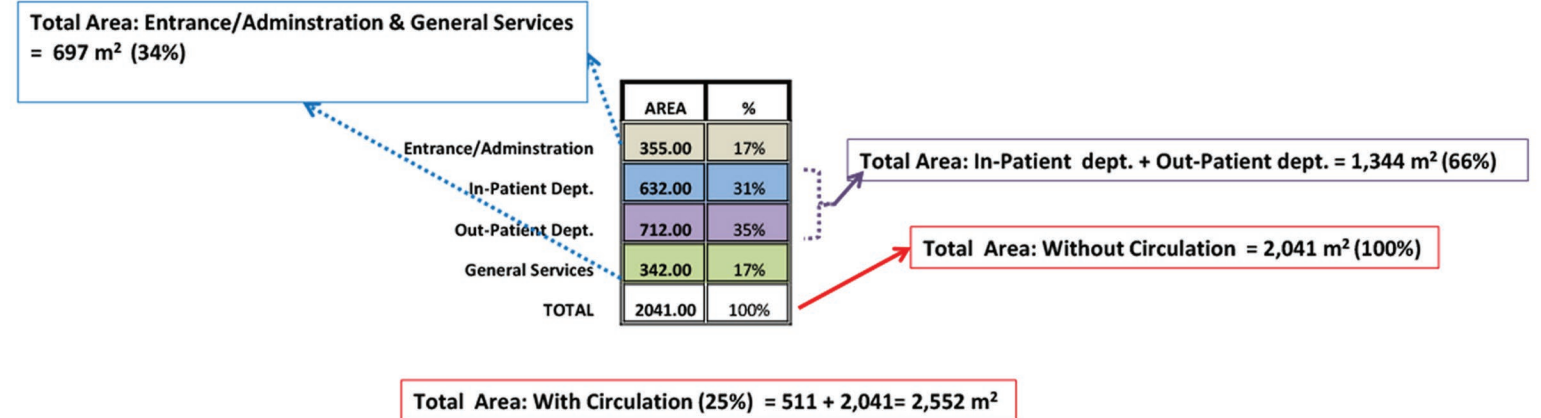 Total Area: Entrance/Adminstration & General Services
= 697 m² (34%)
AREA %
Entrance/Adminstration 355.00 17%
In-Patient Dept. 632.00 31%
Out-Patient Dept. 712.00 35%
General Services 342.00 17%
TOTAL 2041.00 100%
Total Area: In-Patient dept. + Out-Patient dept. = 1,344 m² (66%)
Total Area: Without Circulation = 2,041 m² (100%)
Total Area: With Circulation (25%) = 511 + 2,041= 2,552 m²